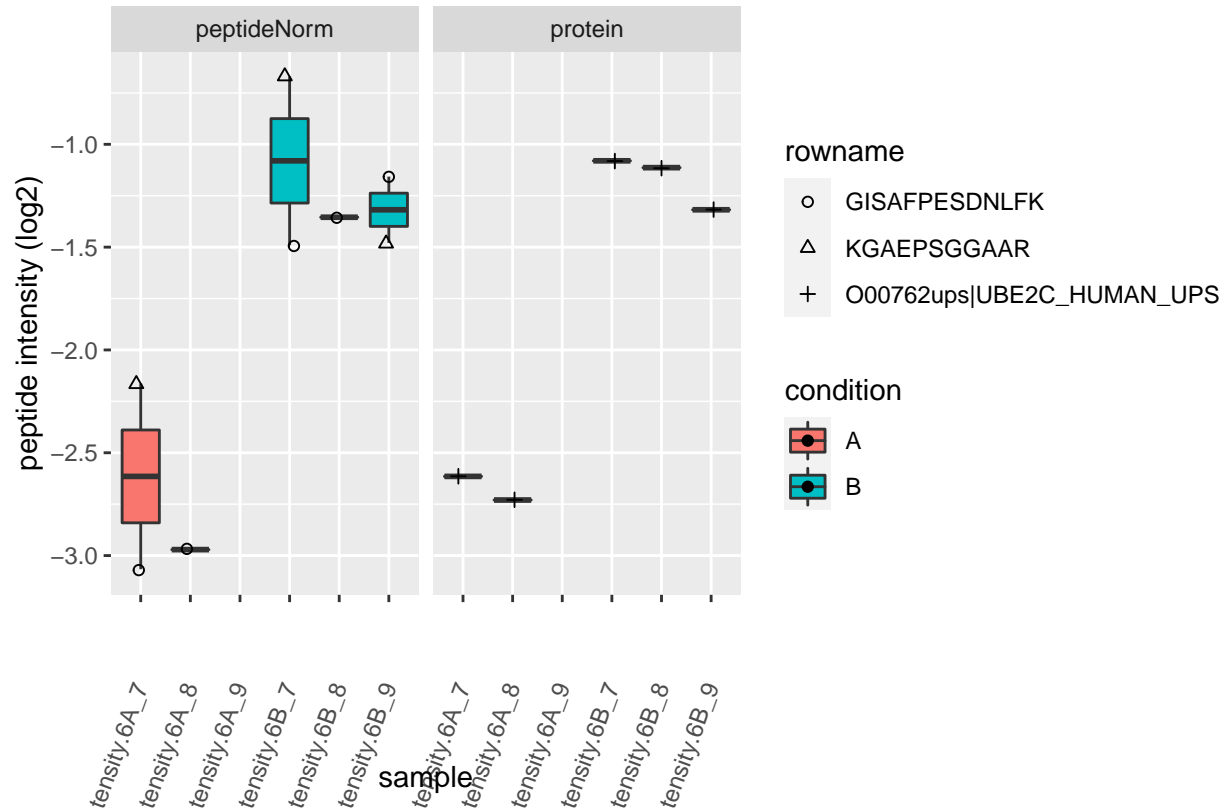 peptideNorm
protein
peptide intensity (log2)
−1.0
−1.5
−2.0
−2.5
−3.0
tensity.6A_7
tensity.6A_8
tensity.6A_9
tensity.6B_7
tensity.6B_8
tensity.6B_9
tensity.6A_7
tensity.6A_8
tensity.6A_9
tensity.6B_7
tensity.6B_8
tensity.6B_9
sample
rowname
GISAFPESDNLFK
KGAEPSGGAAR
O00762ups|UBE2C_HUMAN_UPS
condition
A
B